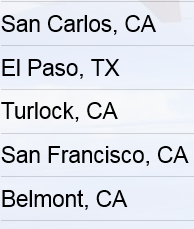 San Carlos, CA
El Paso, TX
Turlock, CA
San Francisco, CA
Belmont, CA